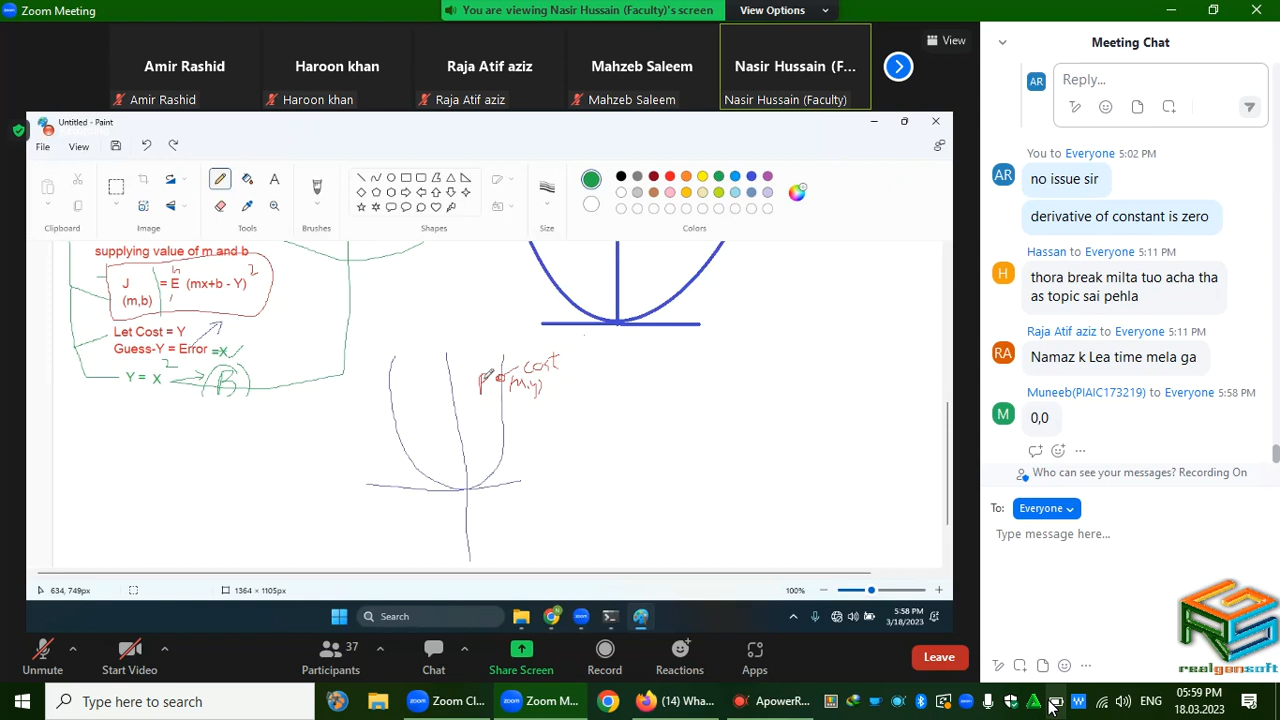 Zoom Meeting
You are viewing Nasir Hussain (Faculty)'s screen
View Options
Amir Rashid
Haroon khan
Raja Atif aziz
Mahzeb Saleem
Nasir Hussain (F...
View
Amir Rashid
Haroon khan
Raja Atif aziz
Mahzeb Saleem
Nasir Hussain (Faculty)
Untitled - Paint
File
View
Clipboard
Image
Tools
Brushes
Shapes
Size
Colors
supplying value of m and b
J = E (mx+b - Y) 2
(m,b)
Let Cost = Y
Guess-Y = Error =X
Y = X 2
B
cost
(x,y)
634, 749px
1364 × 1105px
100%
Search
5:58 PM
3/18/2023
Unmute
Start Video
Participants
37
Chat
Share Screen
Record
Reactions
Apps
Leave
Meeting Chat
AR
Reply...
You to Everyone 5:02 PM
AR
no issue sir
derivative of constant is zero
Hassan to Everyone 5:11 PM
H
thora break milta tuo acha tha
as topic sai pehla
Raja Atif aziz to Everyone 5:11 PM
RA
Namaz k Lea time mela ga
Muneeb(PIAIC173219) to Everyone 5:58 PM
M
0,0
Who can see your messages? Recording On
To: Everyone
Type message here...
realgensoft
Type here to search
Zoom Cl...
Zoom M...
(14) Wha...
ApowerR...
ENG
05:59 PM
18.03.2023